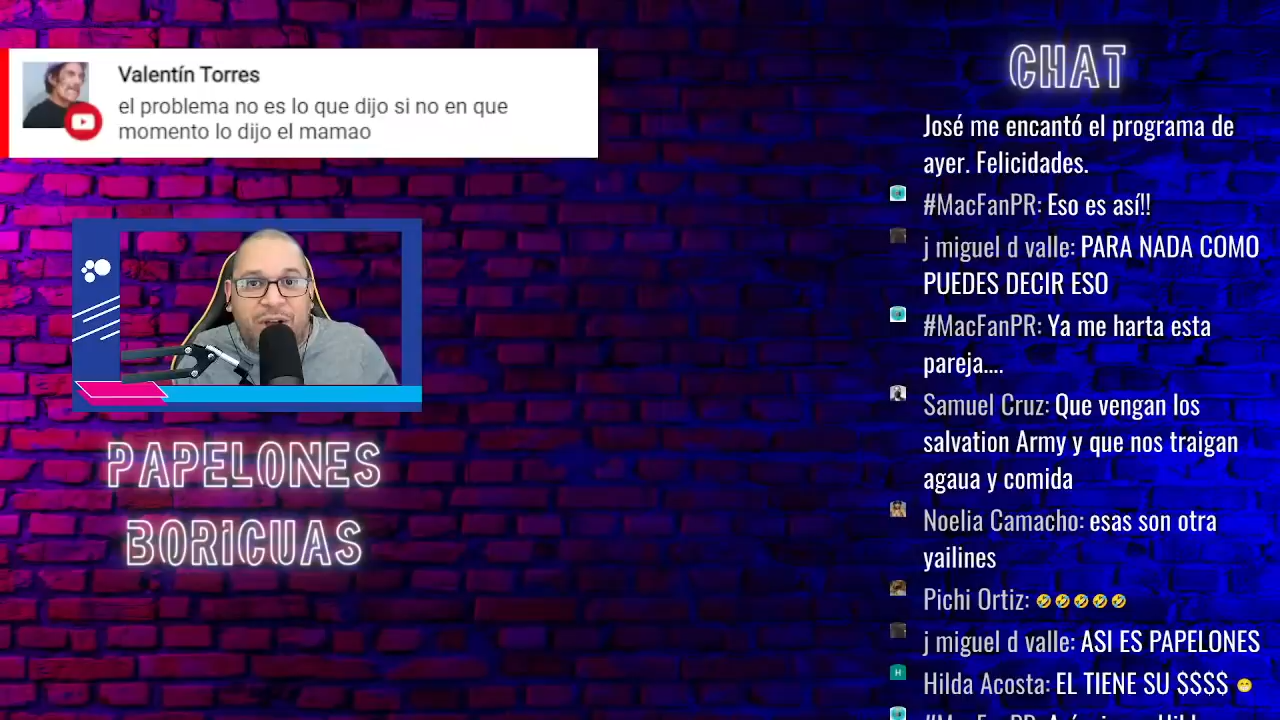 Valentín Torres
el problema no es lo que dijo si no en que
momento lo dijo el mamao
PAPELONES
BORICUAS
CHAT
José me encantó el programa de
ayer. Felicidades.
#MacFanPR: Eso es así!!
j miguel d valle: PARA NADA COMO
PUEDES DECIR ESO
#MacFanPR: Ya me harta esta
pareja....
Samuel Cruz: Que vengan los
salvation Army y que nos traigan
agaua y comida
Noelia Camacho: esas son otra
yailines
Pichi Ortiz: 🤣🤣🤣🤣🤣
j miguel d valle: ASI ES PAPELONES
H
Hilda Acosta: EL TIENE SU $$$$ 😁